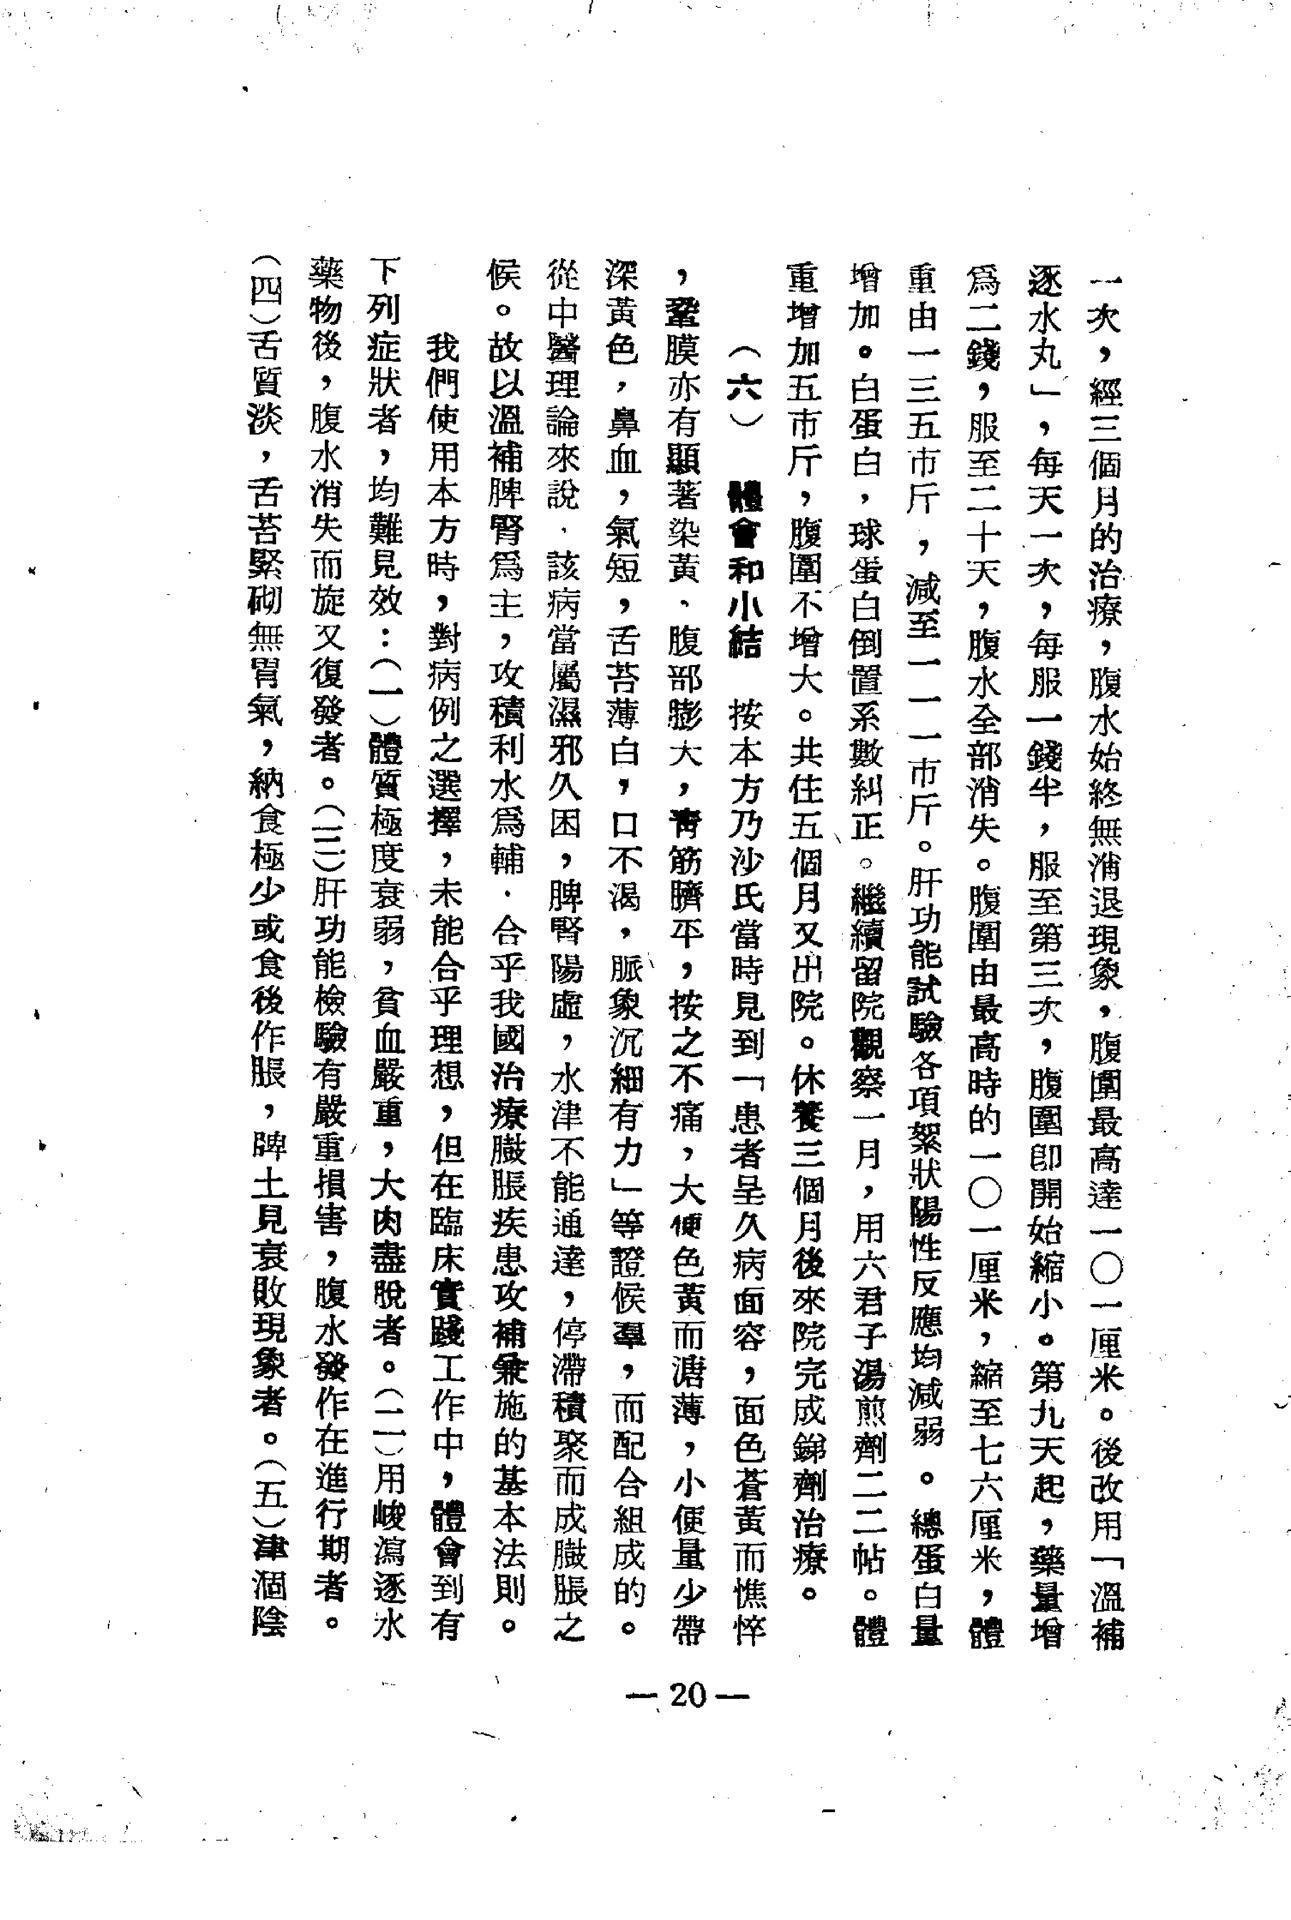 一次，經三個月的治療，腹水始終無消退現象，腹圍最高達一〇一厘米。後改用「溫補
逐水丸」，每天一次，每服一錢半，服至第三次，腹圍即開始縮小。第九天起，藥量增
爲二錢，服至二十天，腹水全部消失。腹圍由最高時的一〇一厘米，縮至七六厘米，體
重由一三五市斤，減至一一一市斤。肝功能試驗各項絮狀陽性反應均減弱。總蛋白量
增加。白蛋白，球蛋白倒置系數糾正。繼續留院觀察一月，用六君子湯煎劑二二帖。體
重增加五市斤，腹圍不增大。共住五個月又出院。休養三個月後來院完成銻劑治療。
（六）　體會和小結　按本方乃沙氏當時見到「患者呈久病面容，面色蒼黃而憔悴
，鞏膜亦有顯著染黃、腹部膨大，青筋臍平，按之不痛，大便色黃而溏薄，小便量少帶
深黃色，鼻血，氣短，舌苔薄白，口不渴，脈象沉細有力」等證候羣，而配合組成的。
從中醫理論來說．該病當屬濕邪久困，脾腎陽虛，水津不能通達，停滯積聚而成臌脹之
候。故以溫補脾腎爲主，攻積利水爲輔．合乎我國治療臌脹疾患攻補兼施的基本法則。
我們使用本方時，對病例之選擇，未能合乎理想，但在臨床實踐工作中，體會到有
下列症狀者，均難見效：（一）體質極度衰弱，貧血嚴重，大肉盡脫者。（二）用峻瀉逐水
藥物後，腹水消失而旋又復發者。（三）肝功能檢驗有嚴重損害，腹水發作在進行期者。
（四）舌質淡，舌苔緊砌無胃氣，納食極少或食後作脹，脾土見衰敗現象者。（五）津涸陰
— 20 —